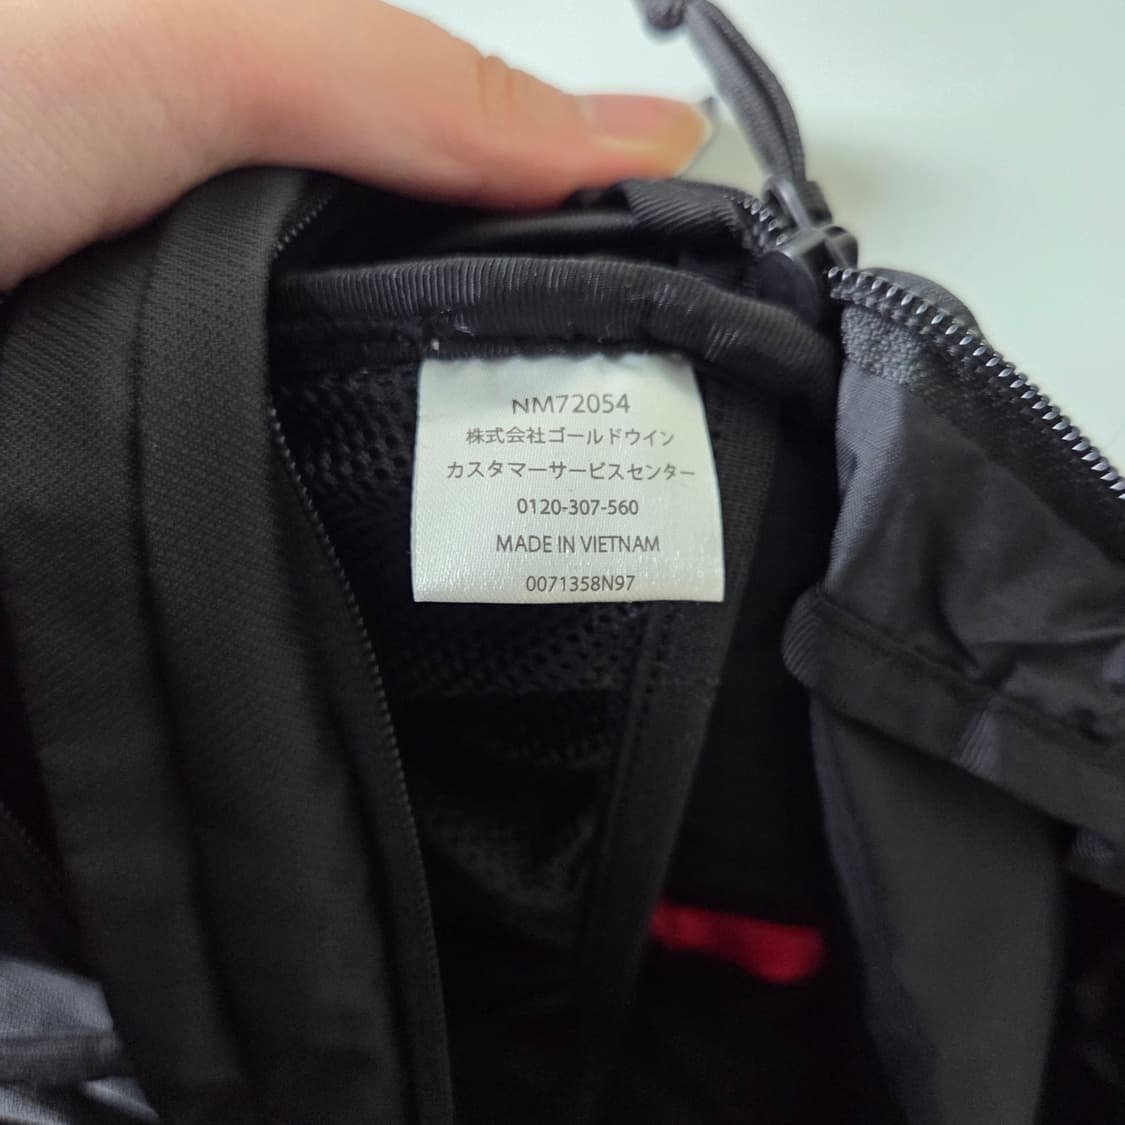 NM72054
株式会社ゴールドウイン
カスタマーサービスセンター
0120-307-560
MADE IN VIETNAM
0071358N97